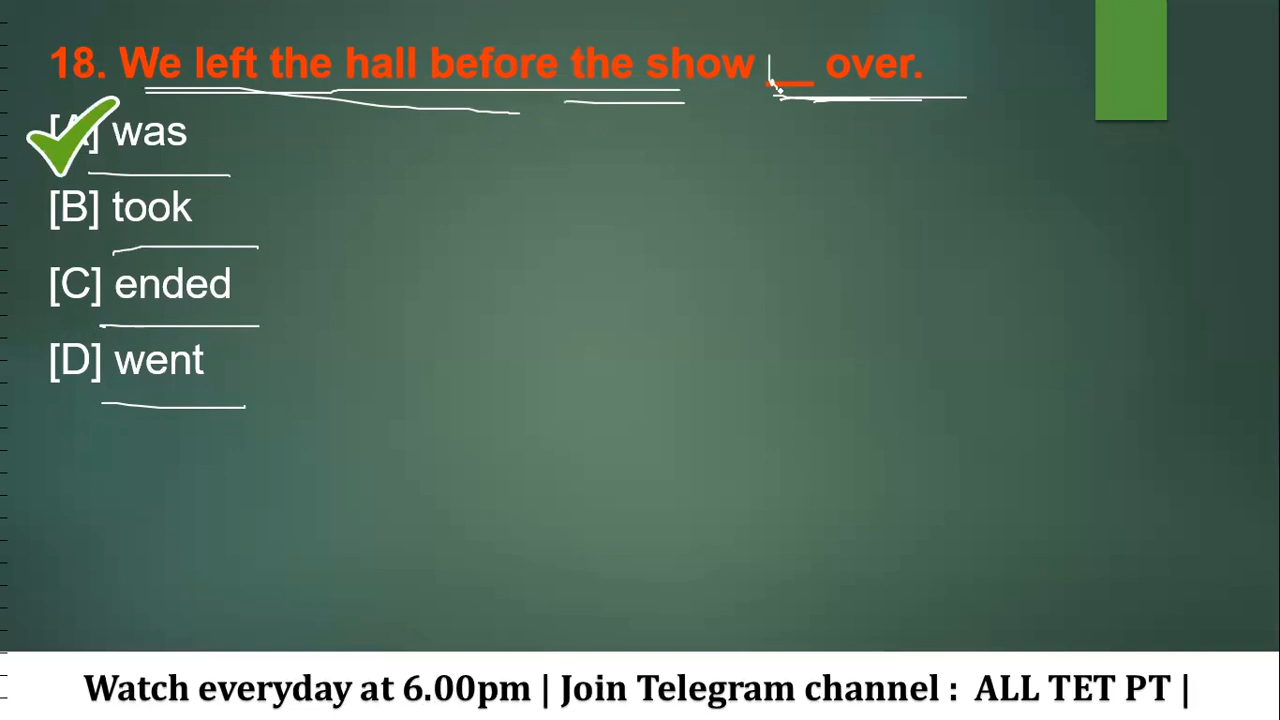 18. We left the hall before the show __ over.
[A] was
[B] took
[C] ended
[D] went
Watch everyday at 6.00pm | Join Telegram channel : ALL TET PT |